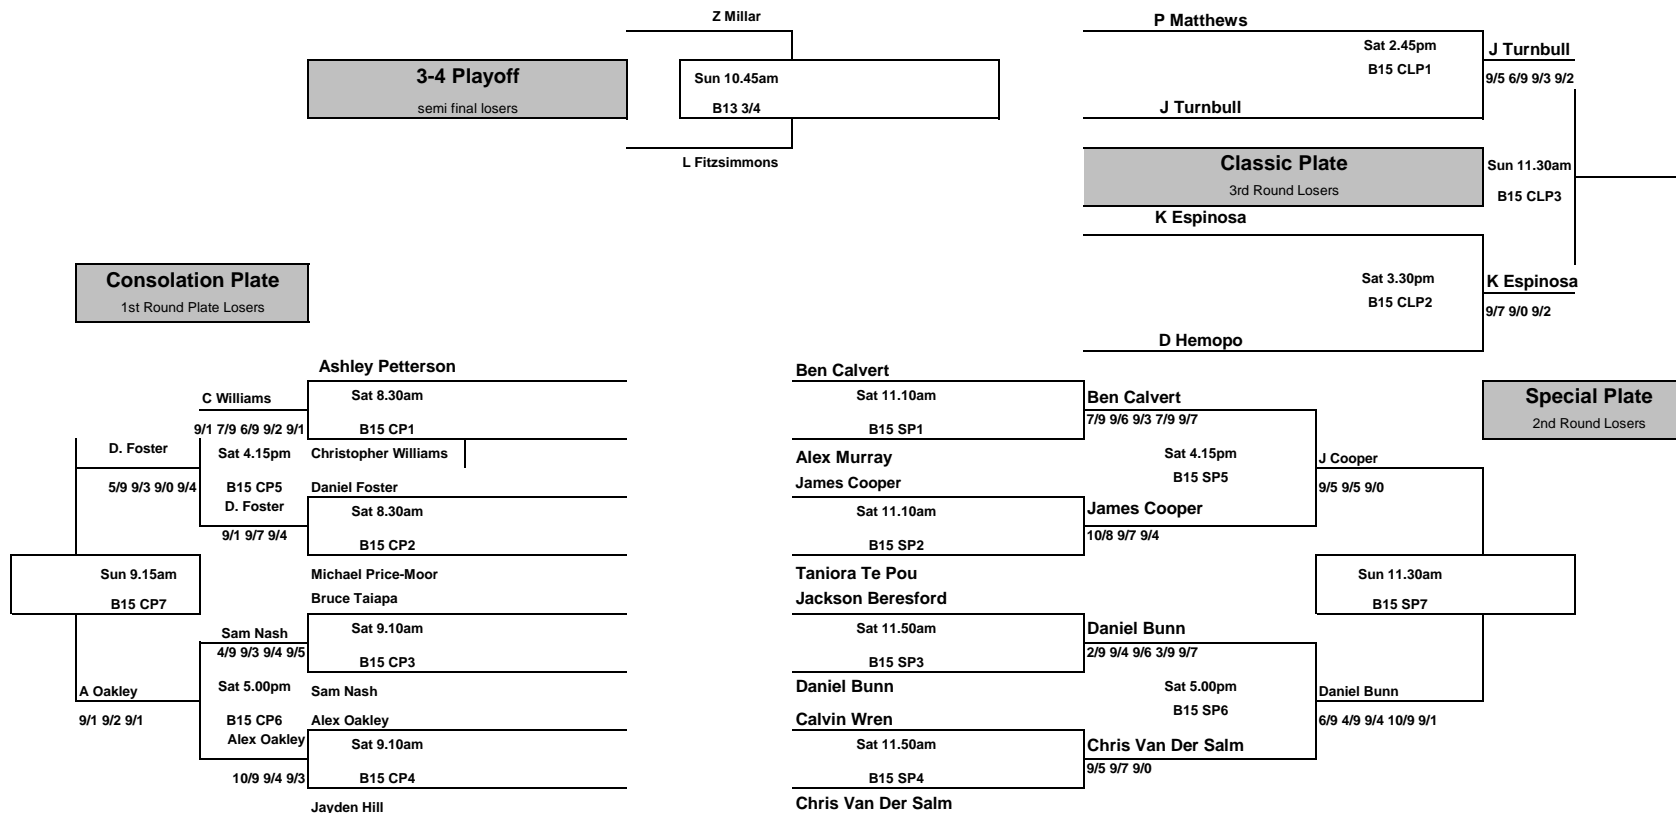 Z Millar
3-4 Playoff
semi final losers
Sun 10.45am
B13 3/4
L Fitzsimmons
P Matthews
Sat 2.45pm
B15 CLP1
J Turnbull
J Turnbull
9/5 6/9 9/3 9/2
Classic Plate
3rd Round Losers
Sun 11.30am
B15 CLP3
K Espinosa
Sat 3.30pm
B15 CLP2
K Espinosa
9/7 9/0 9/2
D Hemopo
Consolation Plate
1st Round Plate Losers
Ashley Petterson
Sat 8.30am
B15 CP1
Christopher Williams
C Williams
9/1 7/9 6/9 9/2 9/1
D. Foster
5/9 9/3 9/0 9/4
Sat 4.15pm
B15 CP5
Daniel Foster
Sat 8.30am
B15 CP2
Michael Price-Moor
D. Foster
9/1 9/7 9/4
Sun 9.15am
B15 CP7
Bruce Taiapa
Sat 9.10am
B15 CP3
Sam Nash
Sam Nash
4/9 9/3 9/4 9/5
A Oakley
9/1 9/2 9/1
Sat 5.00pm
B15 CP6
Alex Oakley
Sat 9.10am
B15 CP4
Jayden Hill
Alex Oakley
10/9 9/4 9/3
Ben Calvert
Sat 11.10am
B15 SP1
Alex Murray
Ben Calvert
7/9 9/6 9/3 7/9 9/7
Sat 4.15pm
B15 SP5
James Cooper
Sat 11.10am
B15 SP2
Taniora Te Pou
James Cooper
10/8 9/7 9/4
J Cooper
9/5 9/5 9/0
Special Plate
2nd Round Losers
Sun 11.30am
B15 SP7
Jackson Beresford
Sat 11.50am
B15 SP3
Daniel Bunn
Daniel Bunn
2/9 9/4 9/6 3/9 9/7
Sat 5.00pm
B15 SP6
Daniel Bunn
6/9 4/9 9/4 10/9 9/1
Calvin Wren
Sat 11.50am
B15 SP4
Chris Van Der Salm
Chris Van Der Salm
9/5 9/7 9/0